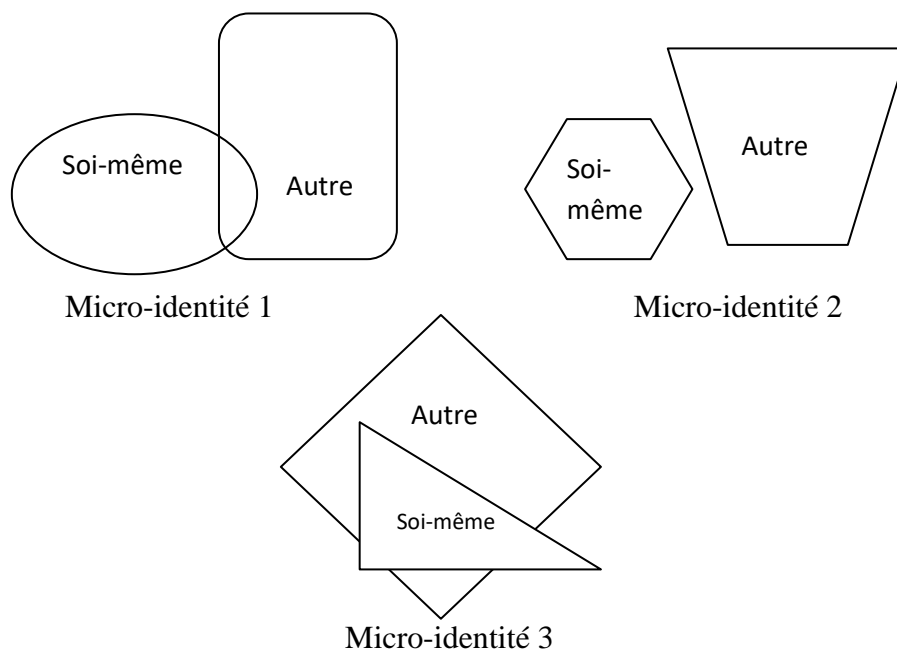 Soi-même
Autre
Micro-identité 1
Soi-
même
Autre
Micro-identité 2
Autre
Soi-même
Micro-identité 3